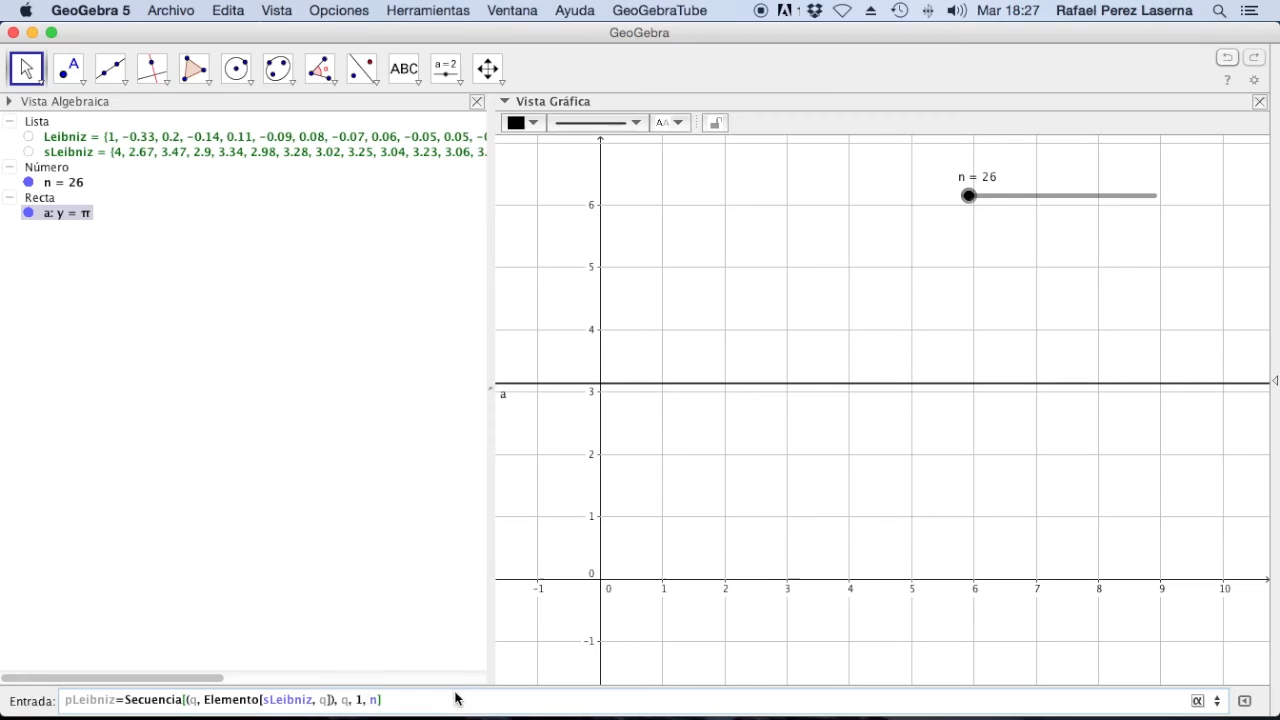 GeoGebra 5 Archivo Edita Vista Opciones Herramientas Ventana Ayuda GeoGebraTube 1 Mar 18:27 Rafael Perez Laserna
GeoGebra
A ABC a=2 ?
Vista Algebraica
Vista Gráfica
Lista
Leibniz = {1, −0.33, 0.2, −0.14, 0.11, −0.09, 0.08, −0.07, 0.06, −0.05, 0.05, −0
sLeibniz = {4, 2.67, 3.47, 2.9, 3.34, 2.98, 3.28, 3.02, 3.25, 3.04, 3.23, 3.06, 3.
Número
n = 26
Recta
a: y = π
AA
n = 26
6
5
4
3
a
2
1
0
-1 0 1 2 3 4 5 6 7 8 9 10
-1
Entrada: pLeibniz=Secuencia[(q, Elemento[sLeibniz, q]), q, 1, n] α